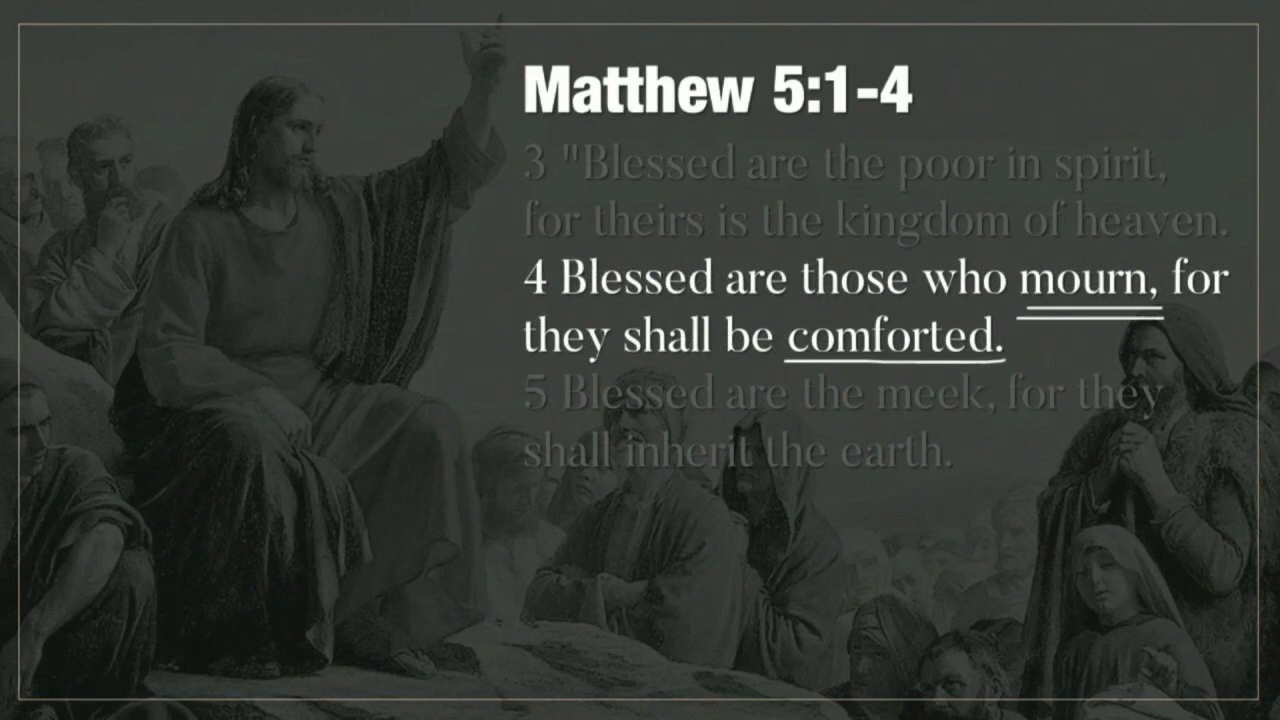 Matthew 5:1-4
3 "Blessed are the poor in spirit,
for theirs is the kingdom of heaven.
4 Blessed are those who mourn, for
they shall be comforted.
5 Blessed are the meek, for they
shall inherit the earth.